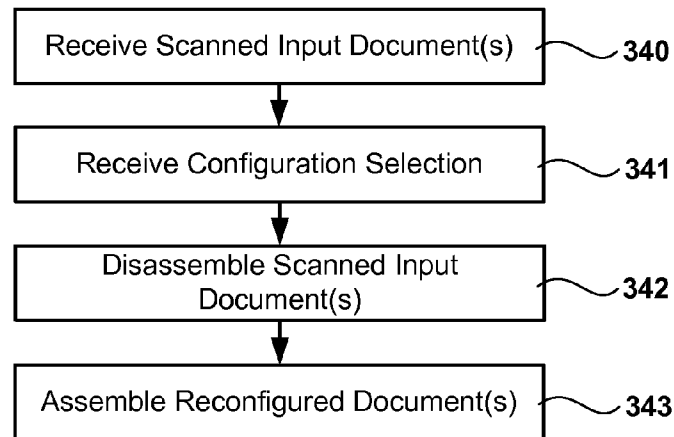 Receive Scanned Input Document(s)
340
Receive Configuration Selection
341
Disassemble Scanned Input
Document(s)
342
Assemble Reconfigured Document(s)
343